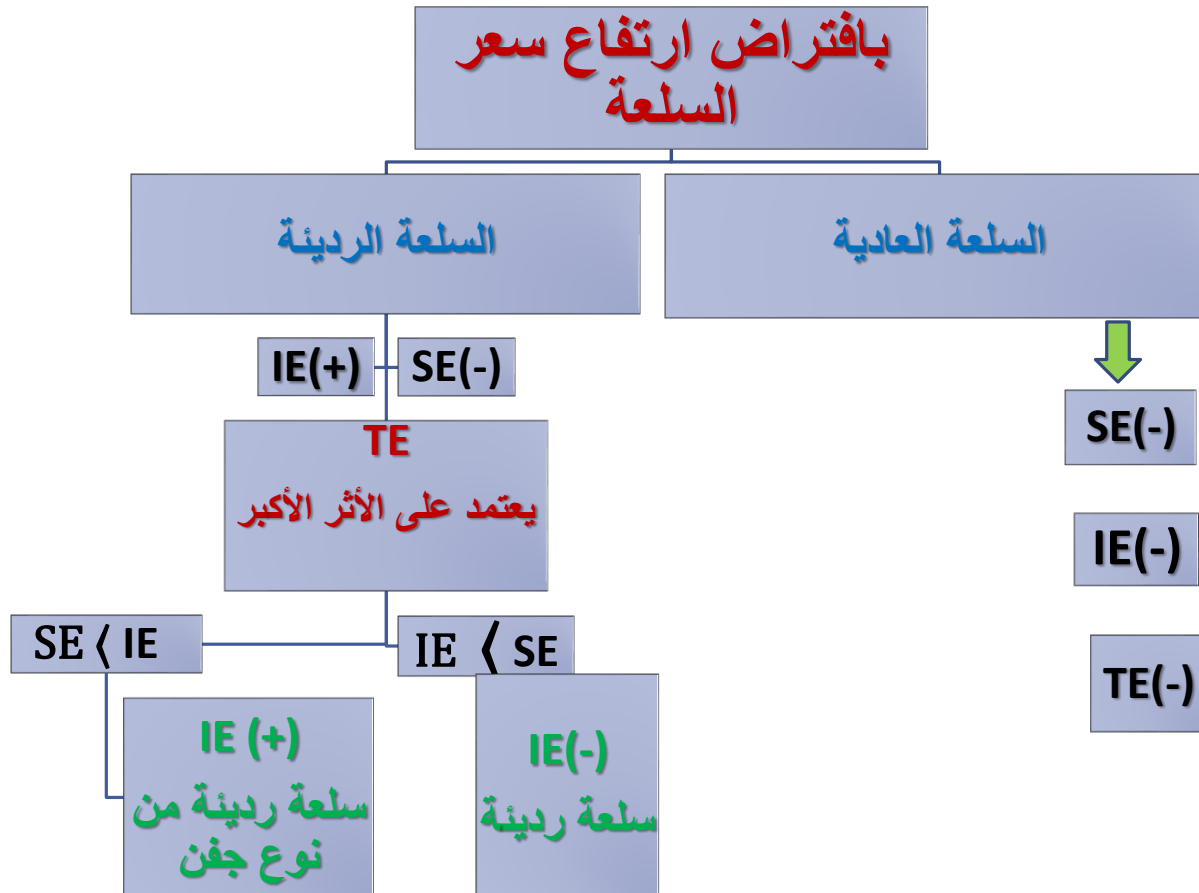 بافتراض ارتفاع سعر
السلعة
السلعة العادية
السلعة الرديئة
SE(-)
IE(-)
TE(-)
IE(+)
SE(-)
TE
يعتمد على الأثر الأكبر
SE ⟨ IE
IE ⟨ SE
IE (+)
سلعة رديئة من
نوع جفن
IE(-)
سلعة رديئة